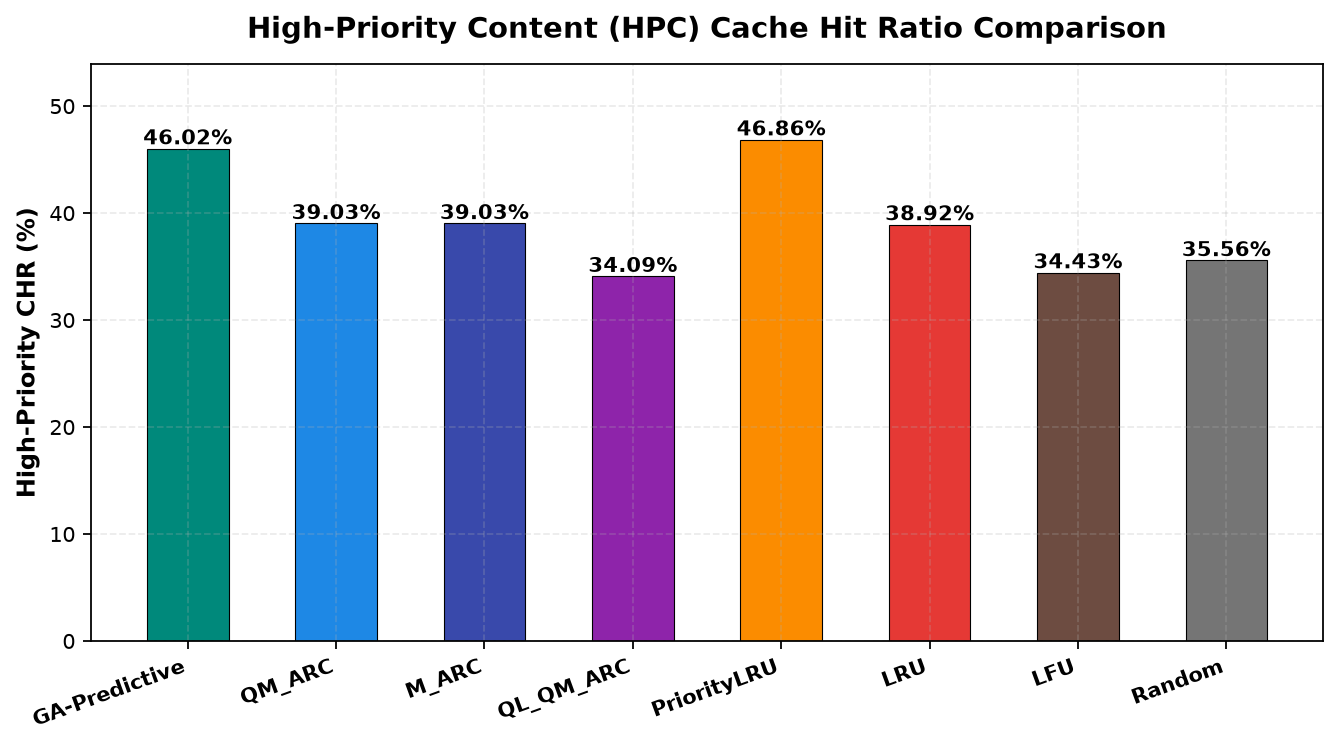 High-Priority Content (HPC) Cache Hit Ratio Comparison
High-Priority CHR (%)
50
40
30
20
10
0
46.02%
39.03%
39.03%
34.09%
46.86%
38.92%
34.43%
35.56%
GA-Predictive
QM_ARC
M_ARC
QL_QM_ARC
PriorityLRU
LRU
LFU
Random